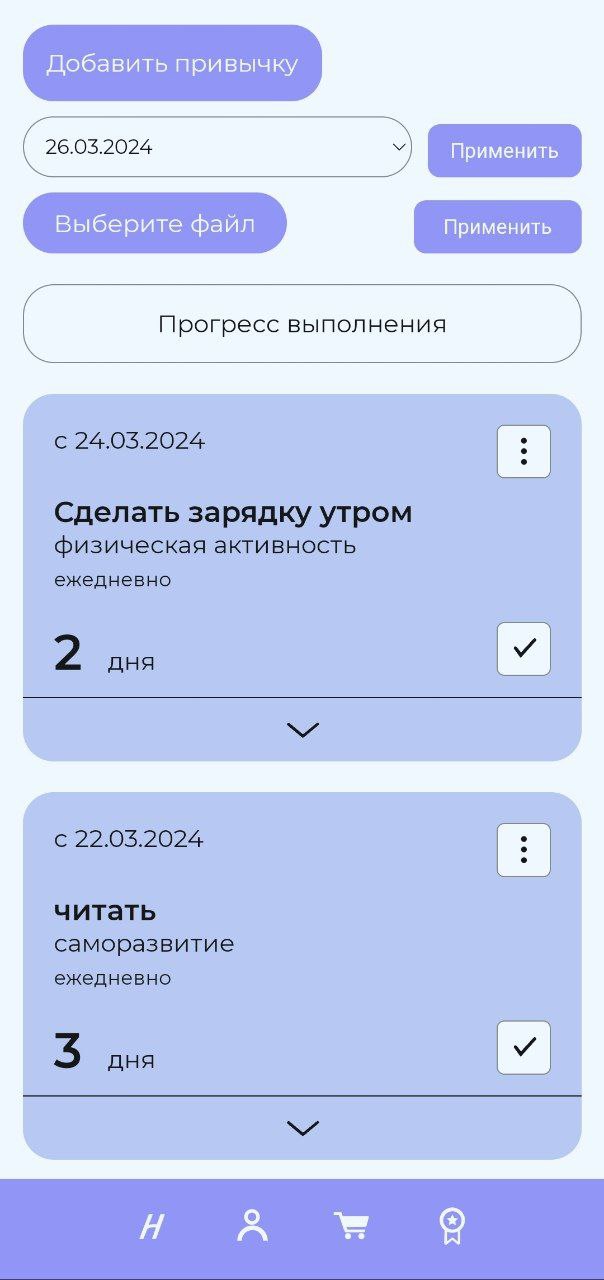 Добавить привычку
26.03.2024
Применить
Выберите файл
Применить
Прогресс выполнения
с 24.03.2024
Сделать зарядку утром
физическая активность
ежедневно
2 дня
с 22.03.2024
читать
саморазвитие
ежедневно
3 дня
H